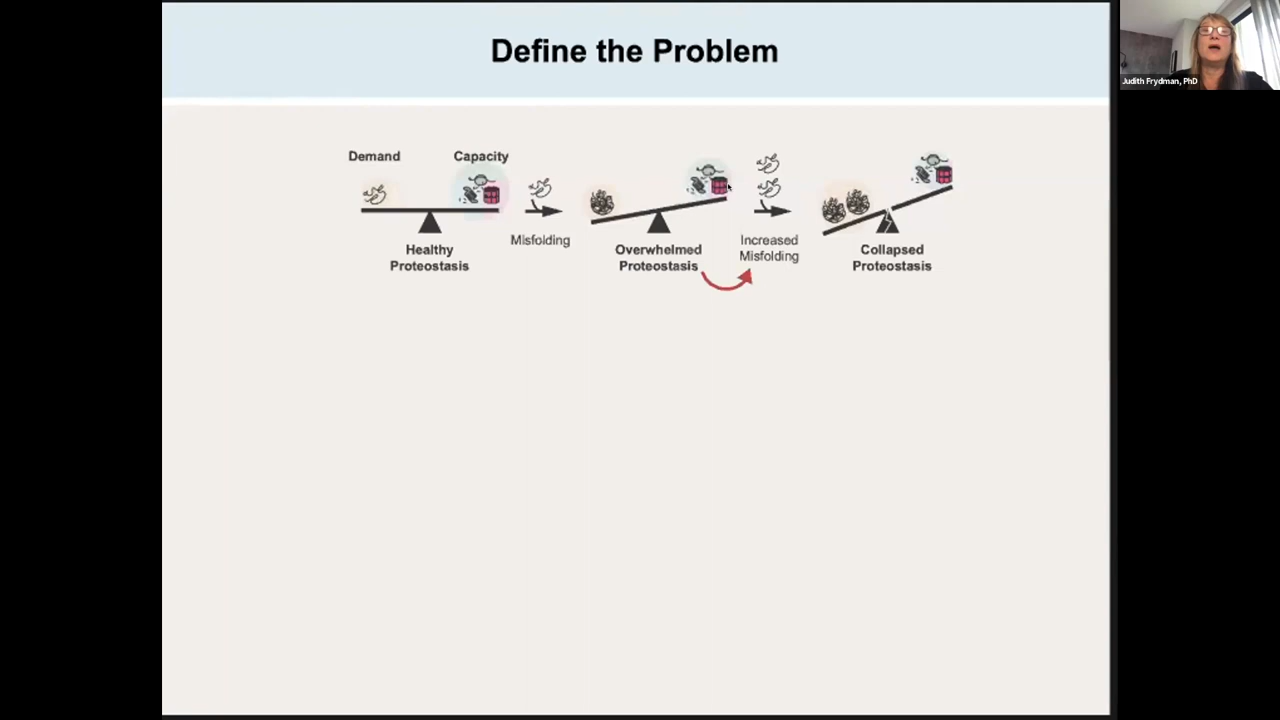 Define the Problem
Judith Frydman, PhD
Demand
Capacity
Healthy
Proteostasis
Misfolding
Overwhelmed
Proteostasis
Increased
Misfolding
Collapsed
Proteostasis